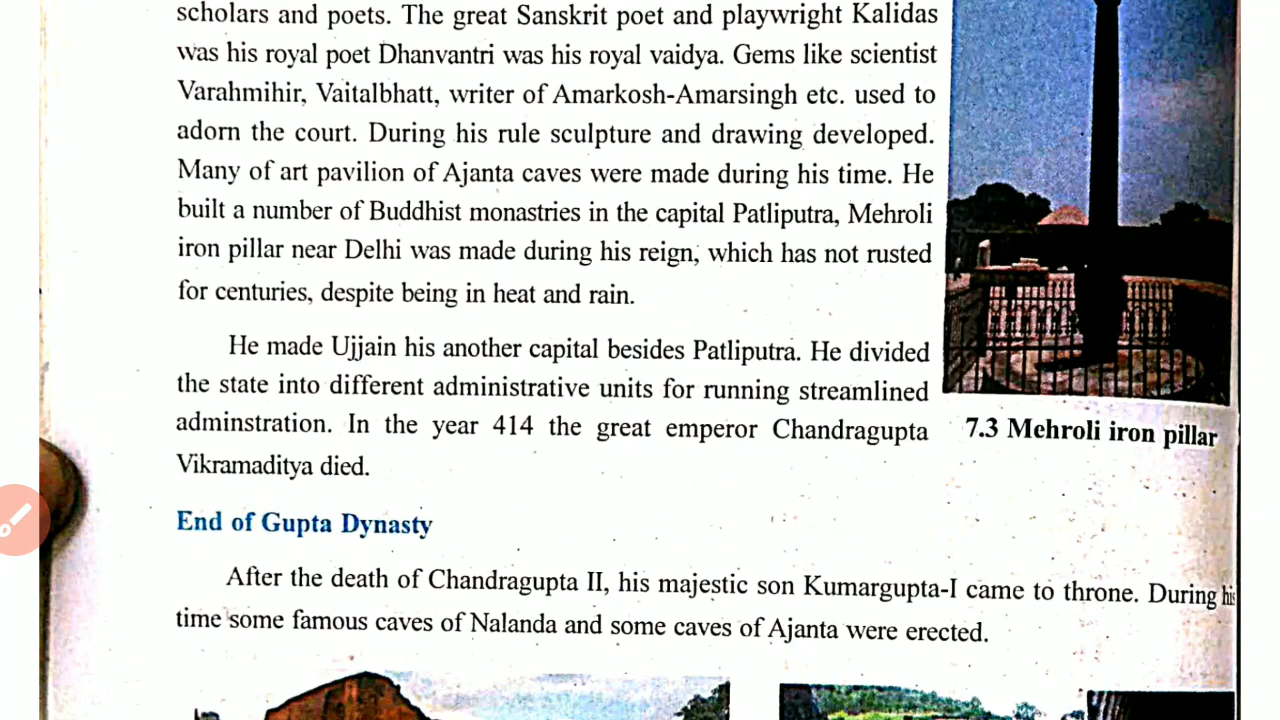 scholars and poets. The great Sanskrit poet and playwright Kalidas
was his royal poet Dhanvantri was his royal vaidya. Gems like scientist
Varahmihir, Vaitalbhatt, writer of Amarkosh-Amarsingh etc. used to
adorn the court. During his rule sculpture and drawing developed.
Many of art pavilion of Ajanta caves were made during his time. He
built a number of Buddhist monastries in the capital Patliputra, Mehroli
iron pillar near Delhi was made during his reign, which has not rusted
for centuries, despite being in heat and rain.
He made Ujjain his another capital besides Patliputra. He divided
the state into different administrative units for running streamlined
adminstration. In the year 414 the great emperor Chandragupta
Vikramaditya died.
7.3 Mehroli iron pillar
End of Gupta Dynasty
After the death of Chandragupta II, his majestic son Kumargupta-I came to throne. During his
time some famous caves of Nalanda and some caves of Ajanta were erected.